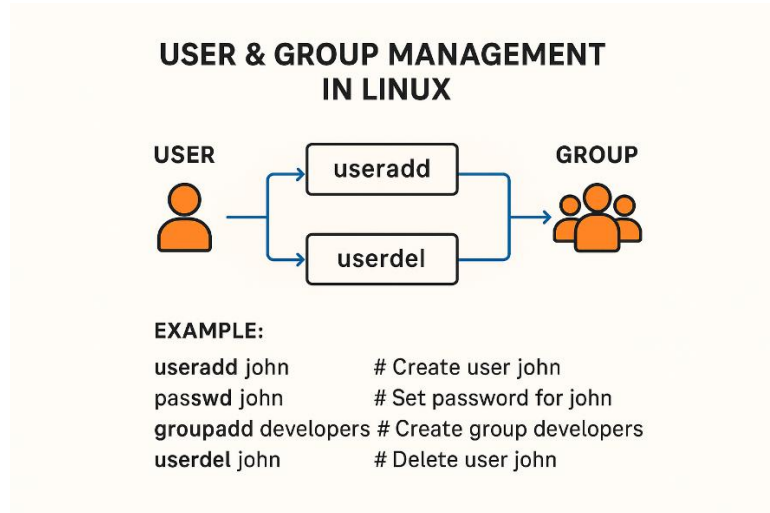 USER & GROUP MANAGEMENT
IN LINUX
USER
useradd
GROUP
userdel
EXAMPLE:
useradd john # Create user john
passwd john # Set password for john
groupadd developers # Create group developers
userdel john # Delete user john